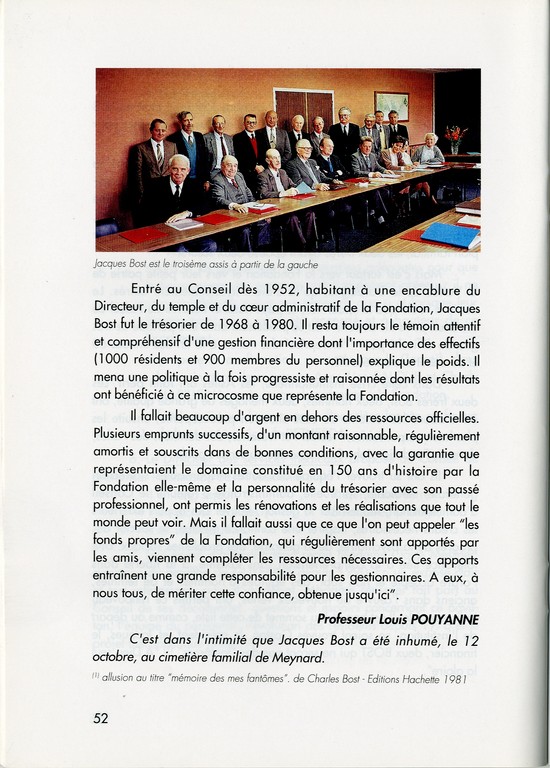 Jacques Bost est le troisème assis à partir de la gauche
Entré au Conseil dès 1952, habitant à une encablure du
Directeur, du temple et du cœur administratif de la Fondation, Jacques
Bost fut le trésorier de 1968 à 1980. Il resta toujours le témoin attentif
et compréhensif d'une gestion financière dont l'importance des effectifs
(1000 résidents et 900 membres du personnel) explique le poids. Il
mena une politique à la fois progressiste et raisonnée dont les résultats
ont bénéficié à ce microcosme que représente la Fondation.
Il fallait beaucoup d'argent en dehors des ressources officielles.
Plusieurs emprunts successifs, d'un montant raisonnable, régulièrement
amortis et souscrits dans de bonnes conditions, avec la garantie que
représentaient le domaine constitué en 150 ans d'histoire par la
Fondation elle-même et la personnalité du trésorier avec son passé
professionnel, ont permis les rénovations et les réalisations que tout le
monde peut voir. Mais il fallait aussi que ce que l'on peut appeler "les
fonds propres" de la Fondation, qui régulièrement sont apportés par
les amis, viennent compléter les ressources nécessaires. Ces apports
entraînent une grande responsabilité pour les gestionnaires. A eux, à
nous tous, de mériter cette confiance, obtenue jusqu'ici".
Professeur Louis POUYANNE
C'est dans l'intimité que Jacques Bost a été inhumé, le 12
octobre, au cimetière familial de Meynard.
(1) allusion au titre "mémoire des mes fantômes". de Charles Bost - Editions Hachette 1981
52